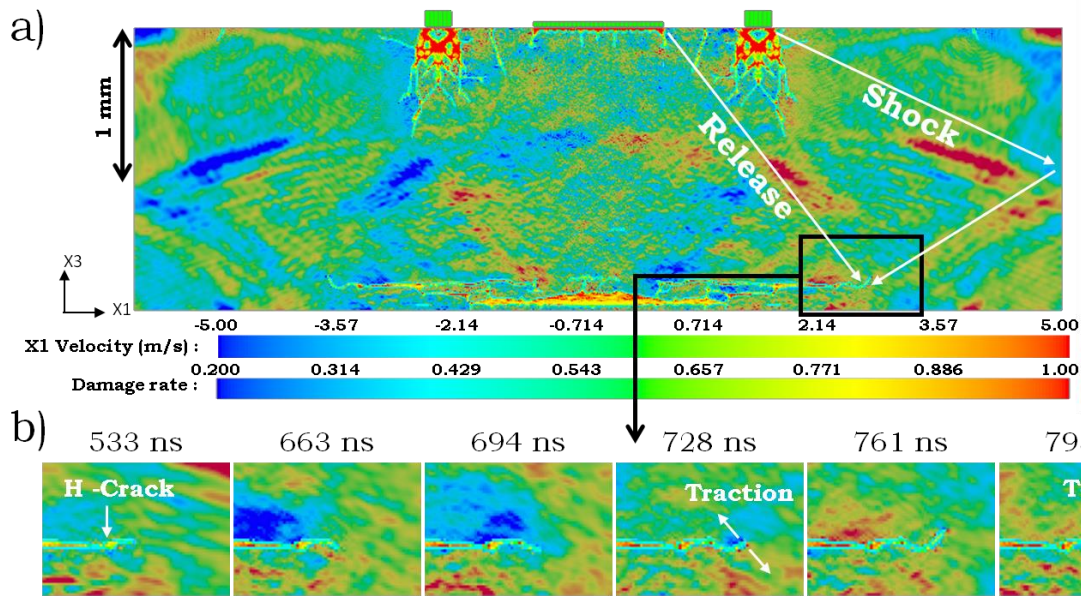 a)
1 mm
Shock
Release
X3
X1
-5.00 -3.57 -2.14 -0.714 0.714 2.14 3.57 5.00
X1 Velocity (m/s) :
0.200 0.314 0.429 0.543 0.657 0.771 0.886 1.00
Damage rate :
b)
533 ns 663 ns 694 ns 728 ns 761 ns 79
H -Crack
Traction
T